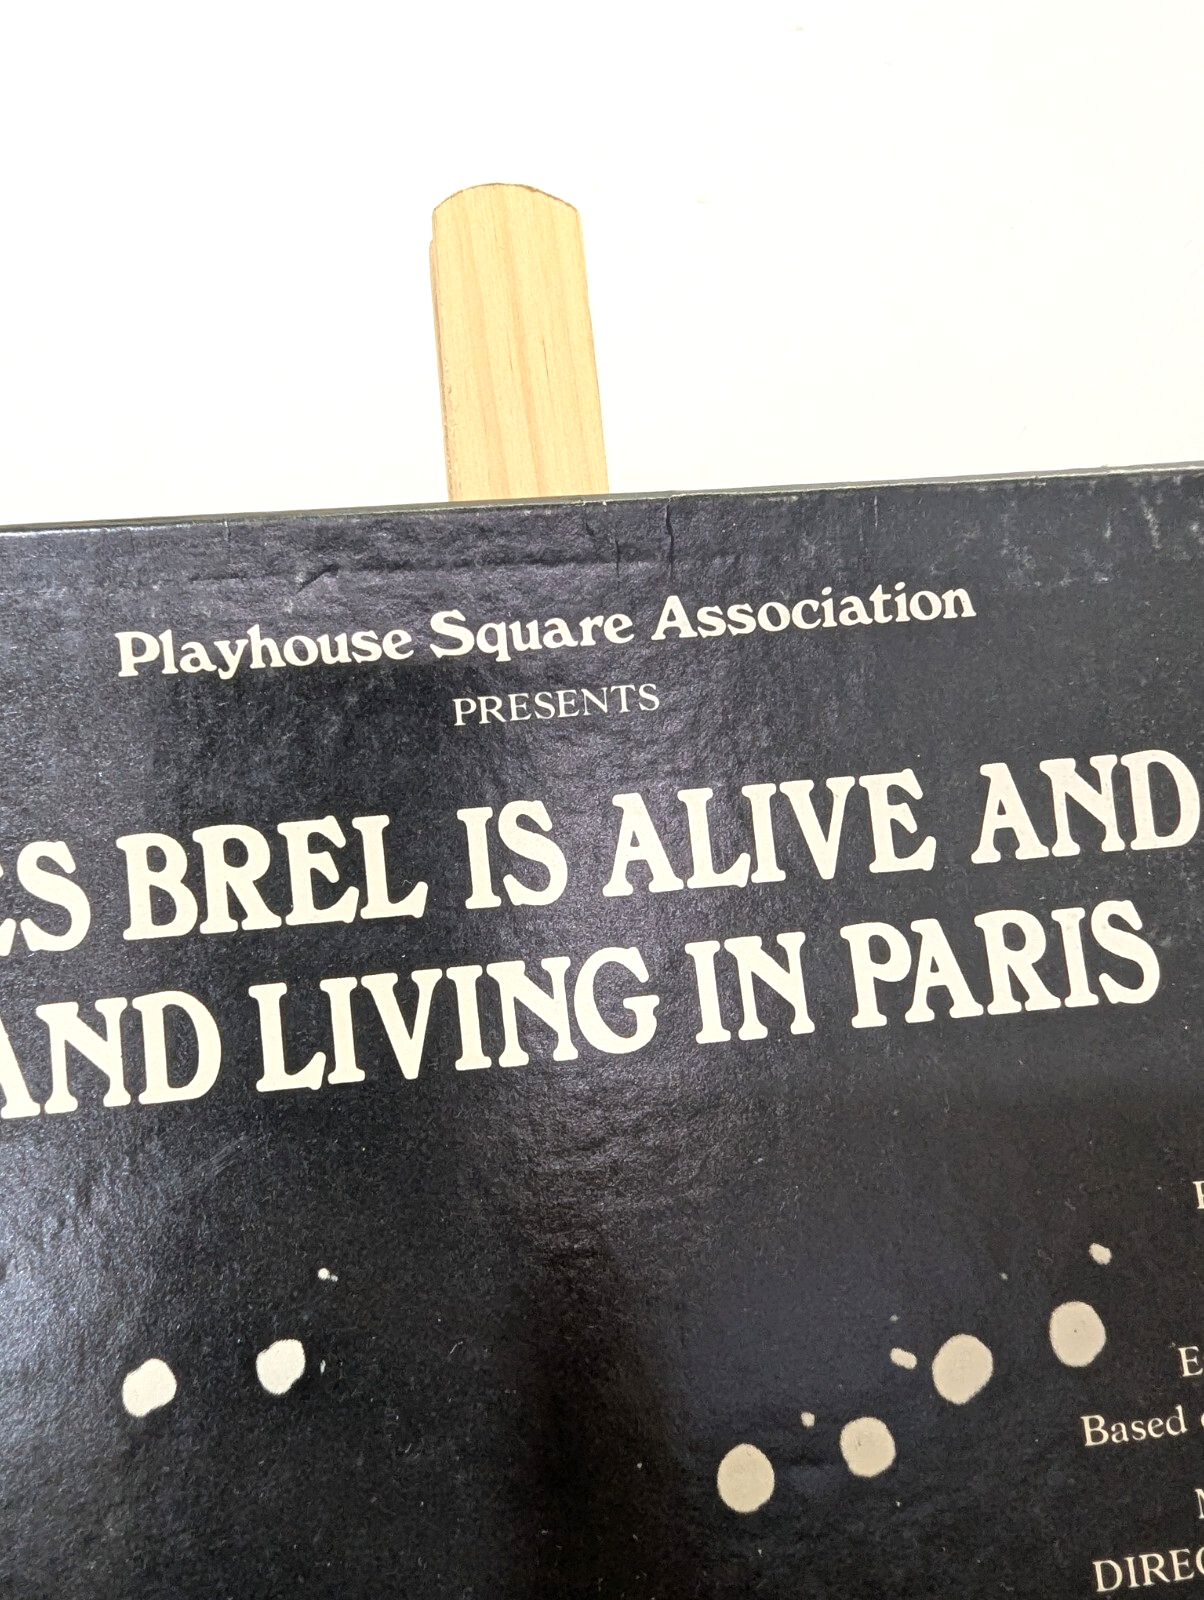 Playhouse Square Association
PRESENTS
ES BREL IS ALIVE AND
AND LIVING IN PARIS
E
Based
DIREC